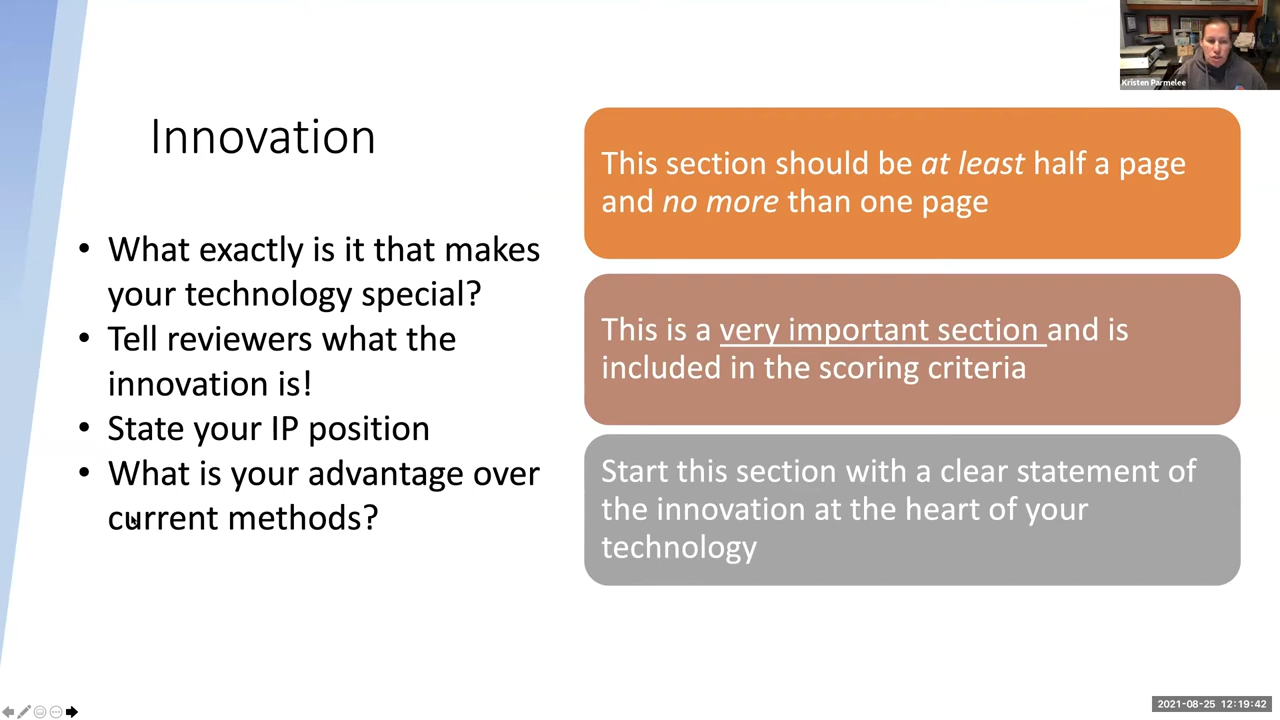 Kristen Parmelee
Innovation
• What exactly is it that makes
your technology special?
• Tell reviewers what the
innovation is!
• State your IP position
• What is your advantage over
current methods?
This section should be at least half a page
and no more than one page
This is a very important section and is
included in the scoring criteria
Start this section with a clear statement of
the innovation at the heart of your
technology
2021-08-25 12:19:42